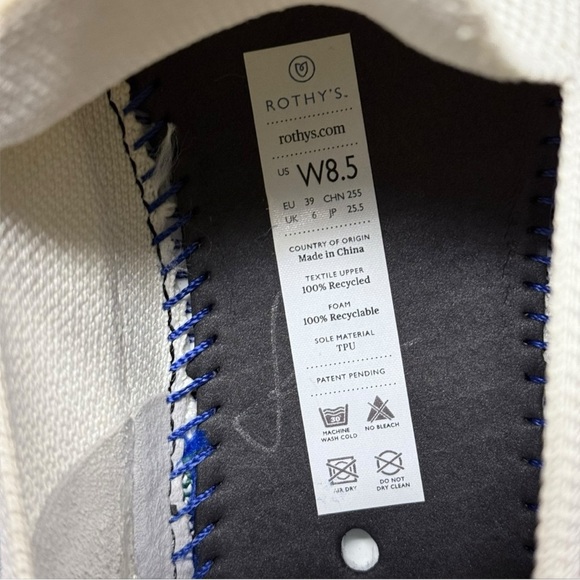 ROTHY'S™
rothys.com
US W8.5
EU 39 CHN 255
UK 6 JP 25.5
COUNTRY OF ORIGIN
Made in China
TEXTILE UPPER
100% Recycled
FOAM
100% Recyclable
SOLE MATERIAL
TPU
PATENT PENDING
30
MACHINE WASH COLD
NO BLEACH
AIR DRY
DO NOT DRY CLEAN